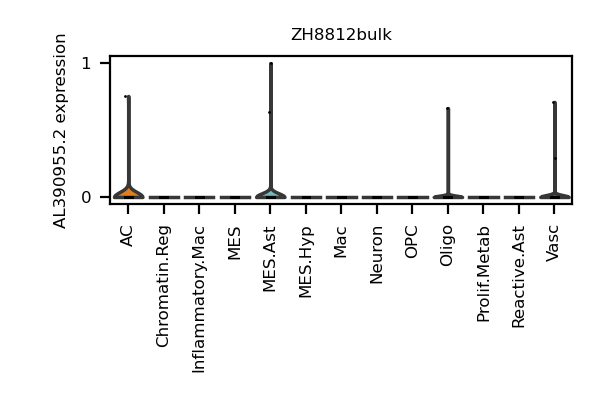 ZH8812bulk
AL390955.2 expression
1
0
AC
Chromatin.Reg
Inflammatory.Mac
MES
MES.Ast
MES.Hyp
Mac
Neuron
OPC
Oligo
Prolif.Metab
Reactive.Ast
Vasc